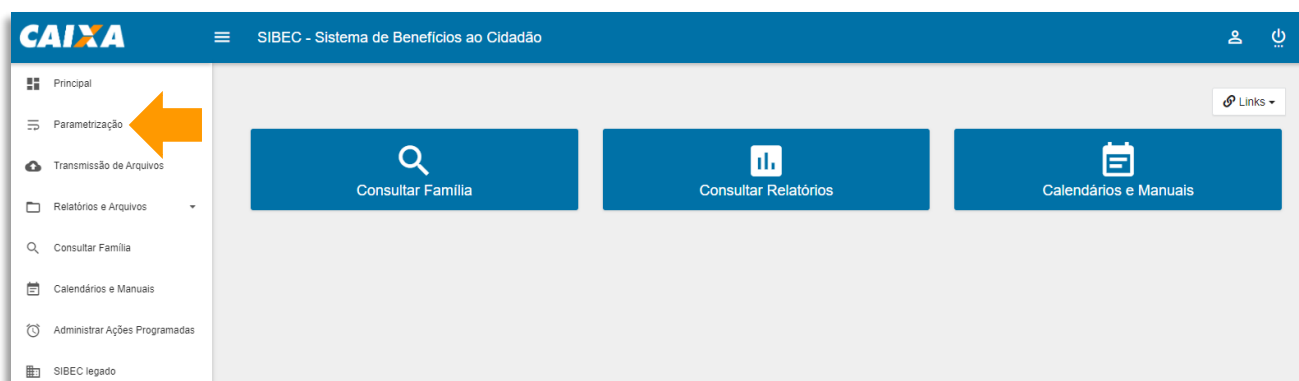 CAIXA
SIBEC - Sistema de Benefícios ao Cidadão
Principal
Parametrização
Transmissão de Arquivos
Relatórios e Arquivos
Consultar Família
Calendários e Manuais
Administrar Ações Programadas
SIBEC legado
Links
Consultar Família
Consultar Relatórios
Calendários e Manuais